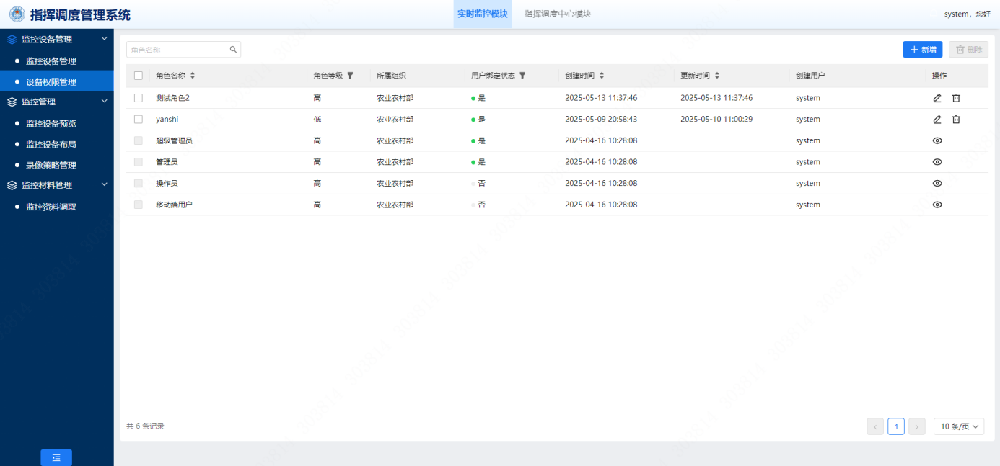 指挥调度管理系统
实时监控模块
指挥调度中心模块
system，您好
监控设备管理
监控设备管理
设备权限管理
监控管理
监控设备预览
监控设备布局
录像策略管理
监控材料管理
监控资料调取
角色名称
新增
删除
角色名称 角色等级 所属组织 用户绑定状态 创建时间 更新时间 创建用户 操作
测试角色2 高 农业农村部 是 2025-05-13 11:37:46 2025-05-13 11:37:46 system
yanshi 低 农业农村部 是 2025-05-09 20:58:43 2025-05-10 11:00:29 system
超级管理员 高 农业农村部 是 2025-04-16 10:28:08 system
管理员 高 农业农村部 是 2025-04-16 10:28:08 system
操作员 高 农业农村部 否 2025-04-16 10:28:08 system
移动端用户 高 农业农村部 否 2025-04-16 10:28:08 system
共 6 条记录
1
10 条/页